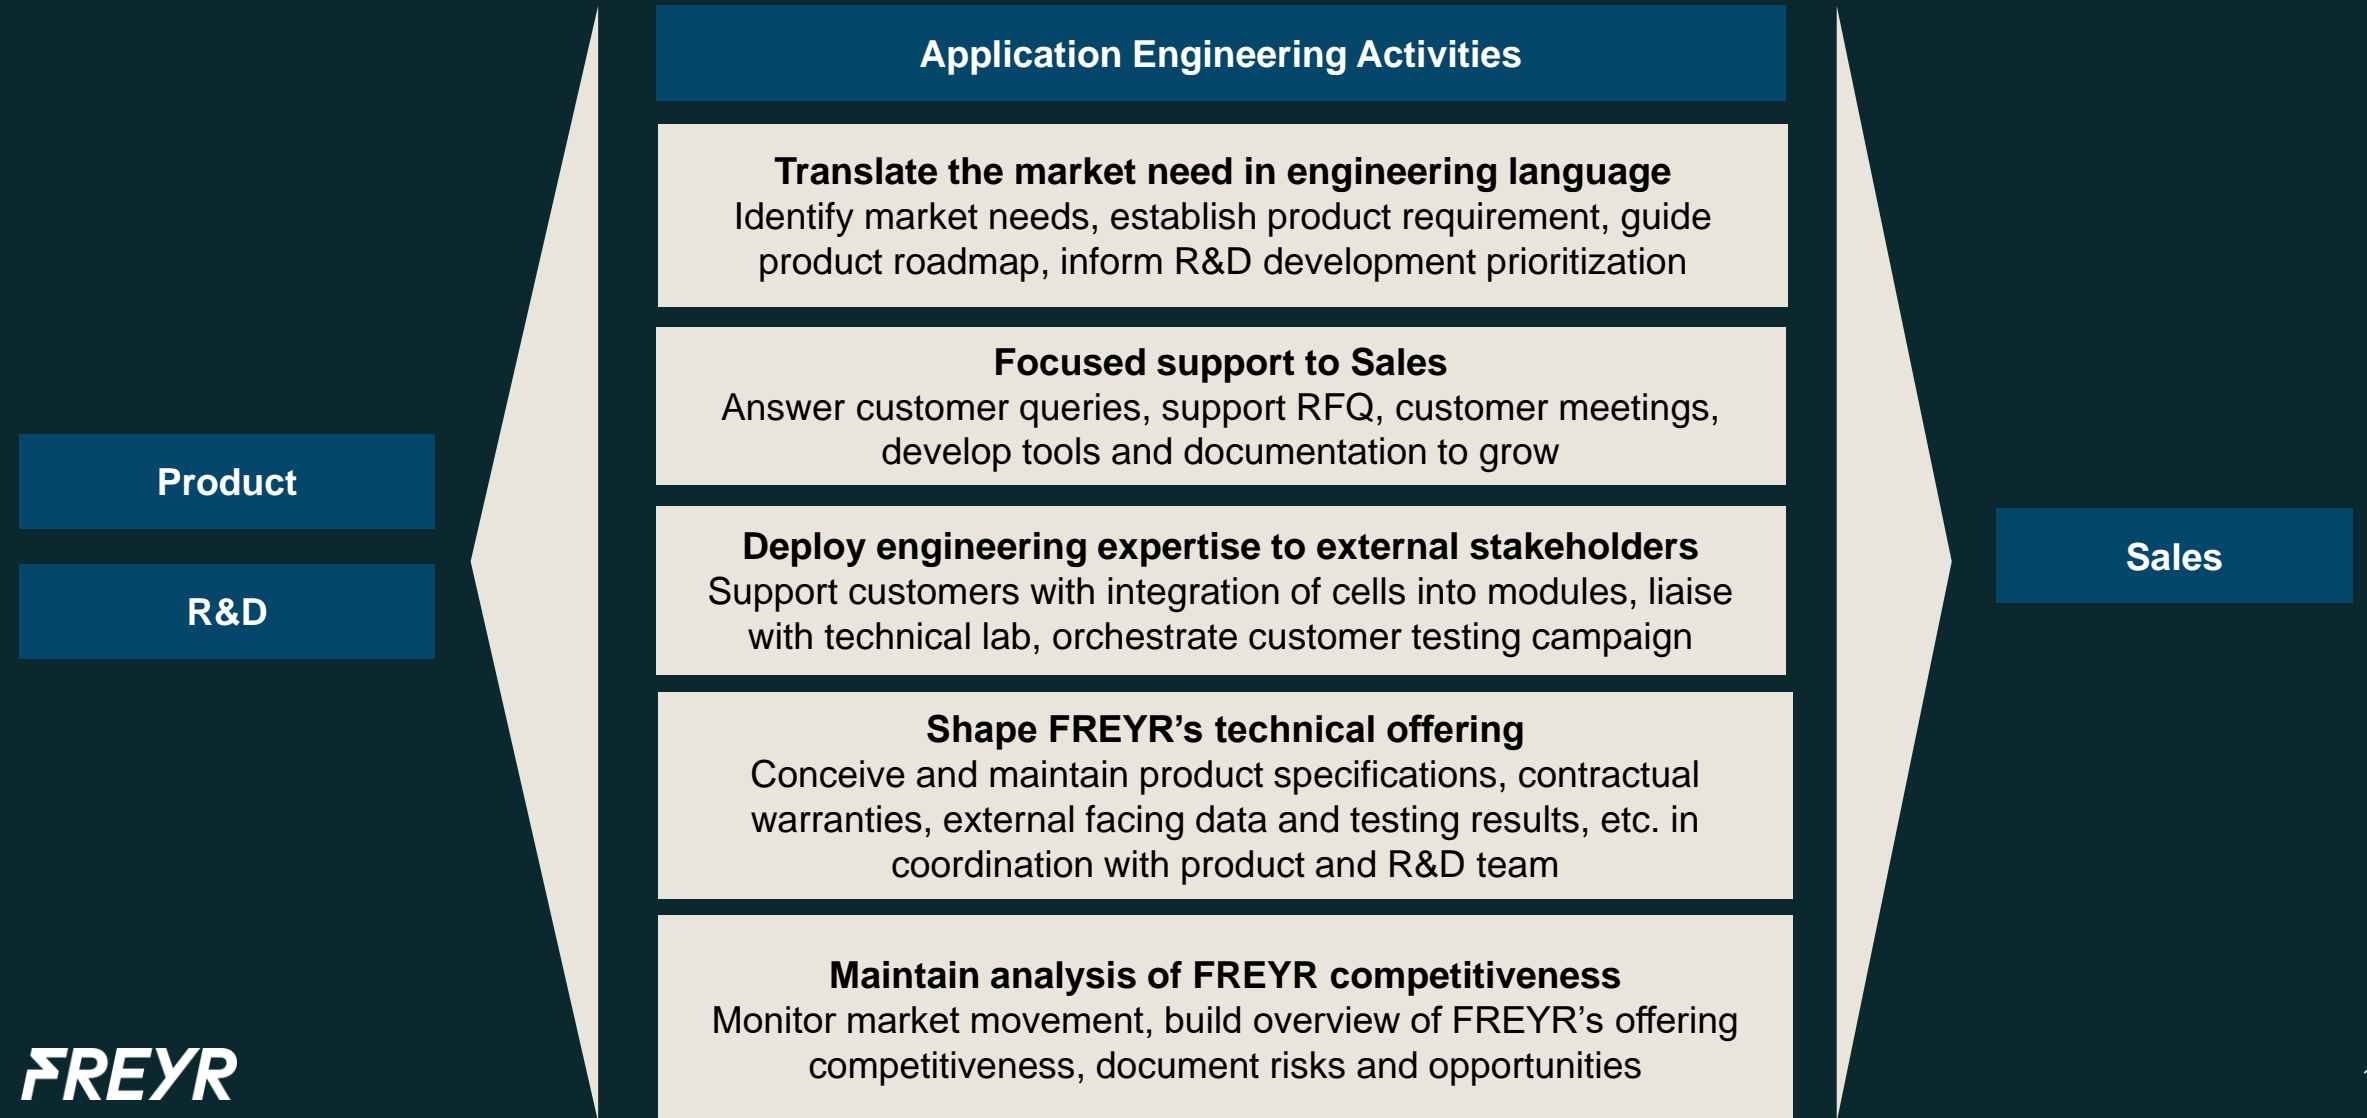 Application Engineering Activities
Translate the market need in engineering language
Identify market needs, establish product requirement, guide
product roadmap, inform R&D development prioritization
Focused support to Sales
Answer customer queries, support RFQ, customer meetings,
develop tools and documentation to grow
Product
R&D
Deploy engineering expertise to external stakeholders
Support customers with integration of cells into modules, liaise
with technical lab, orchestrate customer testing campaign
Sales
Shape FREYR’s technical offering
Conceive and maintain product specifications, contractual
warranties, external facing data and testing results, etc. in
coordination with product and R&D team
Maintain analysis of FREYR competitiveness
Monitor market movement, build overview of FREYR’s offering
competitiveness, document risks and opportunities
FREYR